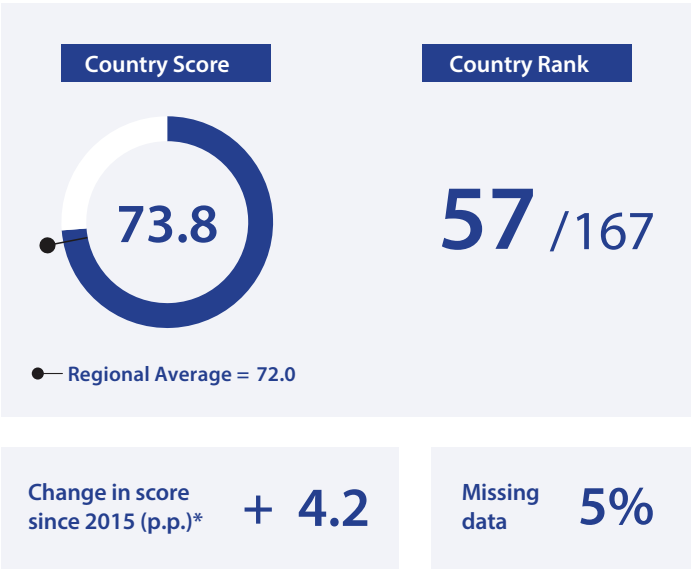 Country Score
Country Rank
73.8
57 /167
Regional Average = 72.0
Change in score
since 2015 (p.p.)*
+ 4.2
Missing
data
5%